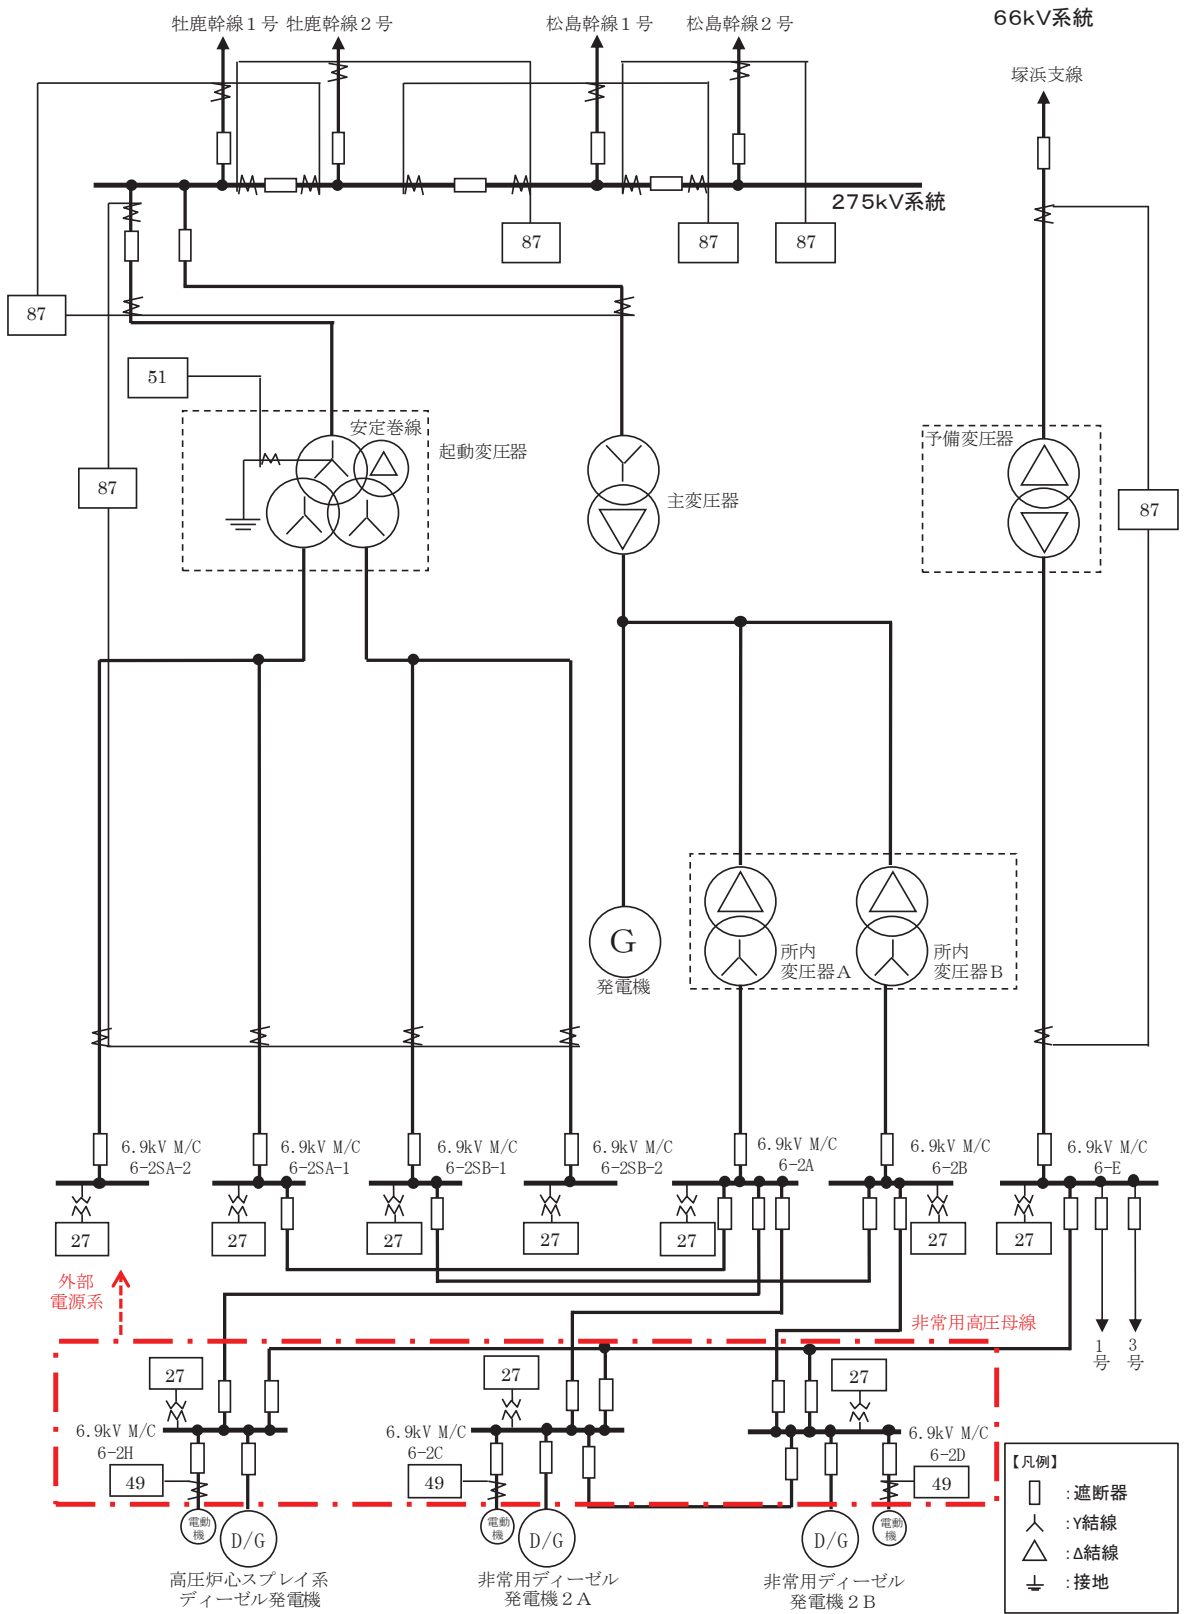 牡鹿幹線１号 牡鹿幹線２号 松島幹線１号 松島幹線２号
66kV系統
塚浜支線
275kV系統
87 87 87
87
51
安定巻線
起動変圧器
予備変圧器
87
主変圧器
87
G
発電機
所内
変圧器Ａ
所内
変圧器Ｂ
6.9kV M/C
6-2SA-2
6.9kV M/C
6-2SA-1
6.9kV M/C
6-2SB-1
6.9kV M/C
6-2SB-2
6.9kV M/C
6-2A
6.9kV M/C
6-2B
6.9kV M/C
6-E
27 27 27 27 27 27 27
外部
電源系
非常用高圧母線
1
号
3
号
27 27 27
6.9kV M/C
6-2H
6.9kV M/C
6-2C
6.9kV M/C
6-2D
49 49 49
電動
機
D/G
電動
機
D/G
D/G
電動
機
高圧炉心スプレイ系
ディーゼル発電機
非常用ディーゼル
発電機２Ａ
非常用ディーゼル
発電機２Ｂ
【凡例】
:遮断器
:Y結線
:Δ結線
:接地